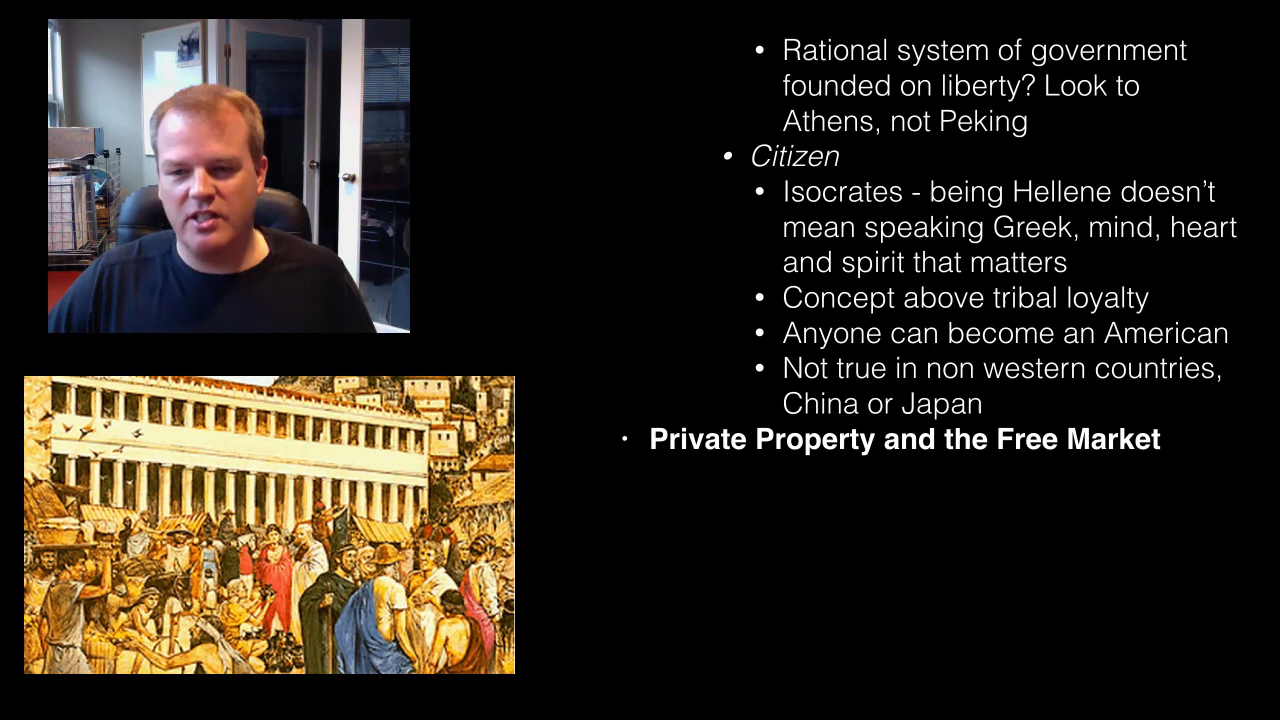 • Rational system of government
founded on liberty? Look to
Athens, not Peking
• Citizen
• Isocrates - being Hellene doesn’t
mean speaking Greek, mind, heart
and spirit that matters
• Concept above tribal loyalty
• Anyone can become an American
• Not true in non western countries,
China or Japan
• Private Property and the Free Market